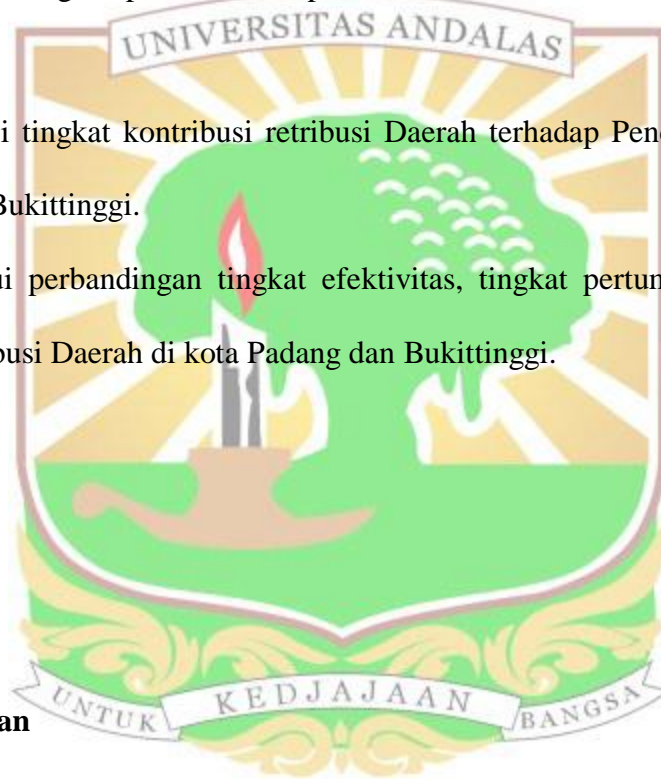 UNIVERSITAS ANDALAS
i tingkat kontribusi retribusi Daerah terhadap Pen
Bukittinggi.
ui perbandingan tingkat efektivitas, tingkat pertum
busi Daerah di kota Padang dan Bukittinggi.
UNTUK KEDJAJAAN BANGSA
an